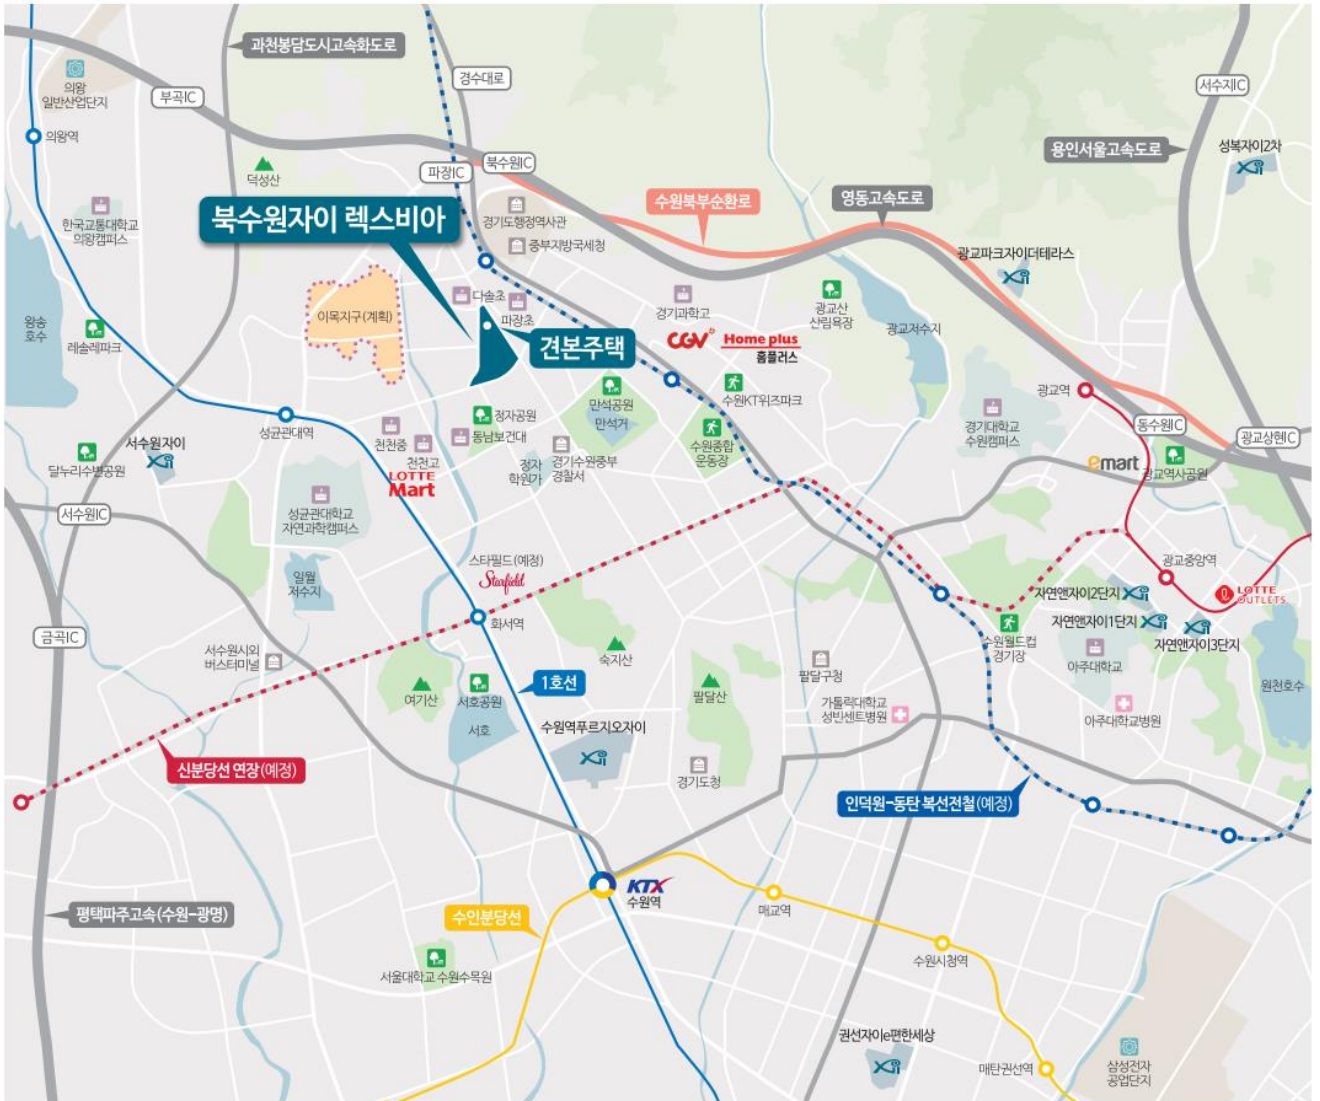 과천봉담도시고속화도로
의왕
일반산업단지
부곡IC
경수대로
서수지IC
의왕역
용인서울고속도로
성복자이2차
덕성산
파장IC
북수원IC
한국교통대학교
의왕캠퍼스
북수원자이 렉스비아
수원북부순환로
영동고속도로
경기도행정역사관
중부지방국세청
광교파크자이더테라스
다솔초
파장초
경기과학고
광교산
산림욕장
광교저수지
이목지구(계획)
왕송
호수
레솔레파크
견본주택
CGV
Home plus
홈플러스
광교역
만석공원
만석거
수원KT위즈파크
성균관대역
정자공원
동남보건대
천천중
천천고
LOTTE
Mart
정자
학원가
경기수원중부
경찰서
수원종합
운동장
경기대학교
수원캠퍼스
동수원IC
광교상현IC
emart
광교역사공원
서수원자이
달누리수변공원
서수원IC
성균관대학교
자연과학캠퍼스
일월
저수지
스타필드(예정)
Starfield
화서역
광교중앙역
LOTTE
OUTLETS
자연앤자이2단지
자연앤자이1단지
자연앤자이3단지
금곡IC
서수원시외
버스터미널
숙지산
수원월드컵
경기장
아주대학교
팔달구청
1호선
여기산
서호공원
서호
팔달산
가톨릭대학교
성빈센트병원
아주대학교병원
원천호수
수원역푸르지오자이
신분당선 연장(예정)
경기도청
인덕원-동탄 복선전철(예정)
KTX
수원역
평택파주고속(수원-광명)
수인분당선
매교역
수원시청역
서울대학교 수원수목원
권선자이e편한세상
매탄권선역
삼성전자
공업단지